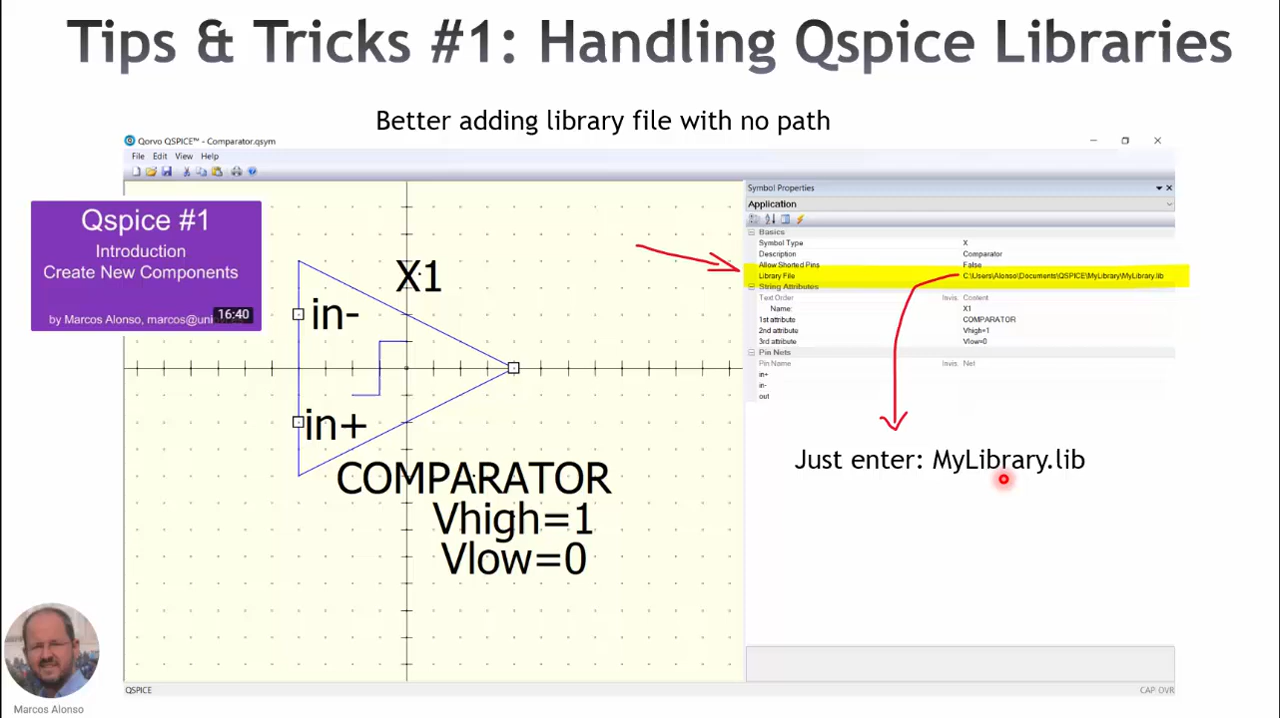 Tips & Tricks #1: Handling Qspice Libraries
Better adding library file with no path
Qorvo QSPICE™ - Comparator.qsym
File Edit View Help
Qspice #1
Introduction
Create New Components
by Marcos Alonso, marcos@uni
16:40
X1
in-
in+
COMPARATOR
Vhigh=1
Vlow=0
Symbol Properties
Application
Basics
Symbol Type X
Description Comparator
Allow Shorted Pins False
Library File C:\Users\Alonso\Documents\QSPICE\MyLibrary\MyLibrary.lib
String Attributes
Text Order Invis. Content
Name: X1
1st attribute COMPARATOR
2nd attribute Vhigh=1
3rd attribute Vlow=0
Pin Nets
Pin Name Invis. Net
in+
in-
out
Just enter: MyLibrary.lib
QSPICE
CAP OVR
Marcos Alonso